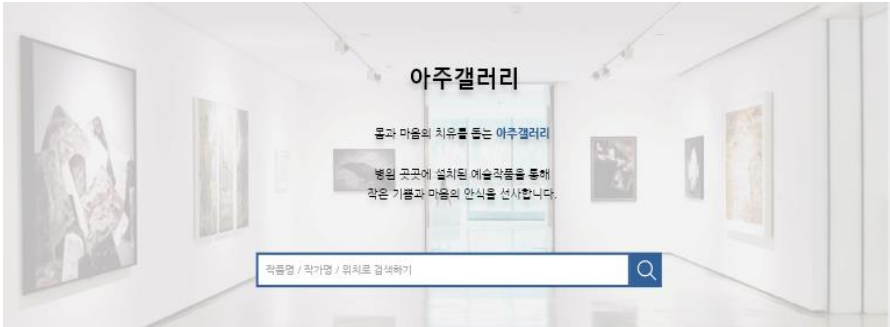 아주갤러리
몸과 마음의 치유를 돕는 아주갤러리
병원 곳곳에 설치된 예술작품을 통해
작은 기쁨과 마음의 안식을 선사합니다.
작품명 / 작가명 / 위치로 검색하기